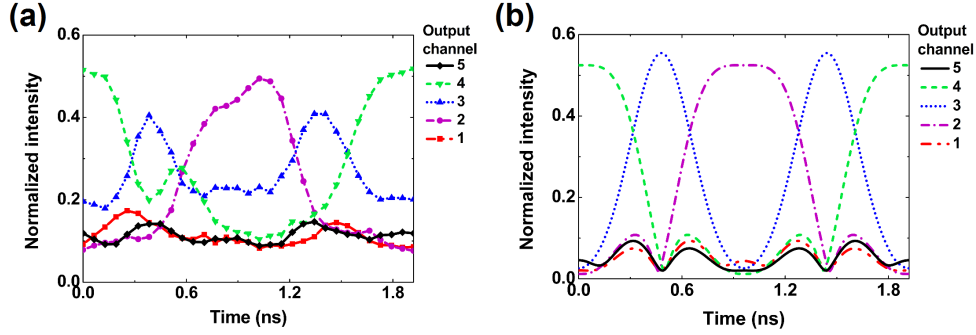 (a)
Normalized intensity
0.6
0.4
0.2
0.0
0.0 0.6 1.2 1.8
Time (ns)
Output
channel
5
4
3
2
1
(b)
Normalized intensity
0.6
0.4
0.2
0.0
0.0 0.6 1.2 1.8
Time (ns)
Output
channel
5
4
3
2
1